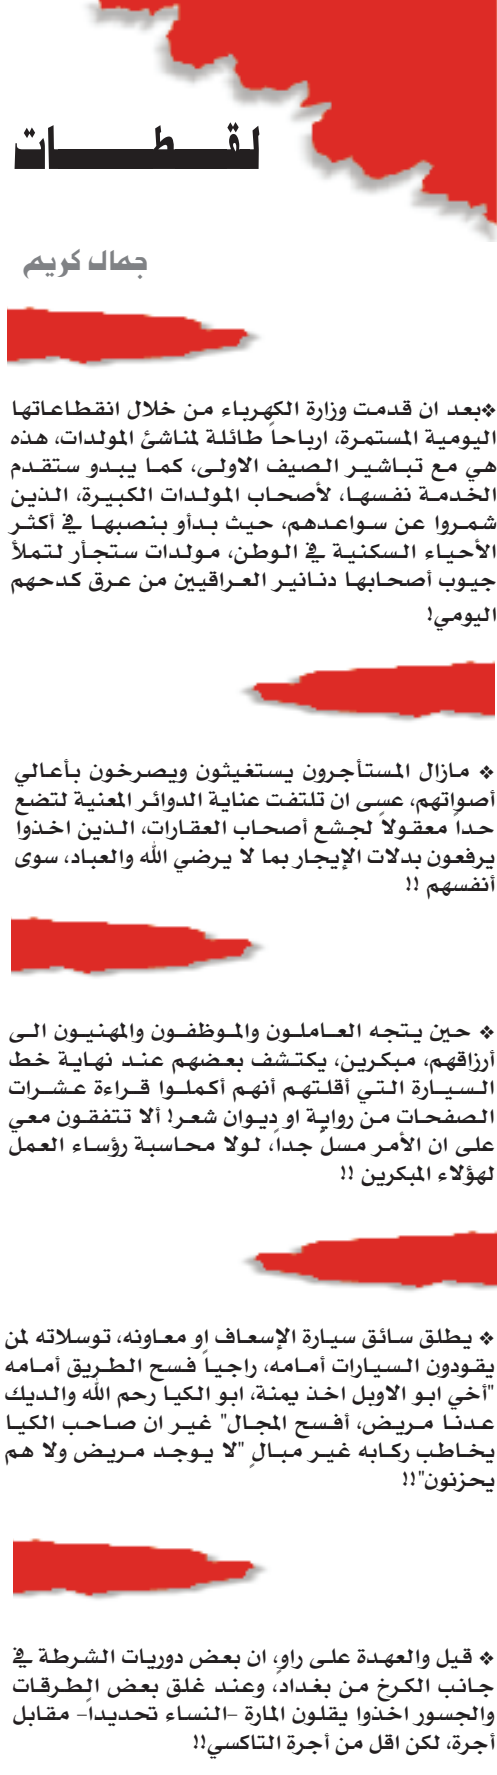 لقطات
جمال كريم
❖بعد ان قدمت وزارة الكهرباء من خلال انقطاعاتها
اليومية المستمرة، ارباحاً طائلة لمناشئ المولدات، هذه
هي مع تباشير الصيف الاولى، كما يبدو ستقدم
الخدمة نفسها، لأصحاب المولدات الكبيرة، الذين
شمروا عن سواعدهم، حيث بدأو بنصبها في أكثر
الأحياء السكنية في الوطن، مولدات ستجأر لتملأ
جيوب أصحابها دنانير العراقيين من عرق كدحهم
اليومي!
❖ مازال المستأجرون يستغيثون ويصرخون بأعالي
أصواتهم، عسى ان تلتفت عناية الدوائر المعنية لتضع
حداً معقولاً لجشع أصحاب العقارات، الذين اخذوا
يرفعون بدلات الإيجار بما لا يرضي الله والعباد، سوى
أنفسهم !!
❖ حين يتجه العاملون والموظفون والمهنيون الى
أرزاقهم، مبكرين، يكتشف بعضهم عند نهاية خط
السيارة التي أقلتهم أنهم أكملوا قراءة عشرات
الصفحات من رواية او ديوان شعر! ألا تتفقون معي
على ان الأمر مسلٍ جداً، لولا محاسبة رؤساء العمل
لهؤلاء المبكرين !!
❖ يطلق سائق سيارة الإسعاف او معاونه، توسلاته لمن
يقودون السيارات أمامه، راجياً فسح الطريق أمامه
"أخي ابو الاوبل اخذ يمنة، ابو الكيا رحم الله والديك
عدنا مريض، أفسح المجال" غير ان صاحب الكيا
يخاطب ركابه غير مبالٍ "لا يوجد مريض ولا هم
يحزنون"!!
❖ قيل والعهدة على راوٍ، ان بعض دوريات الشرطة في
جانب الكرخ من بغداد، وعند غلق بعض الطرقات
والجسور اخذوا يقلون المارة –النساء تحديداً– مقابل
أجرة، لكن اقل من أجرة التاكسي!!